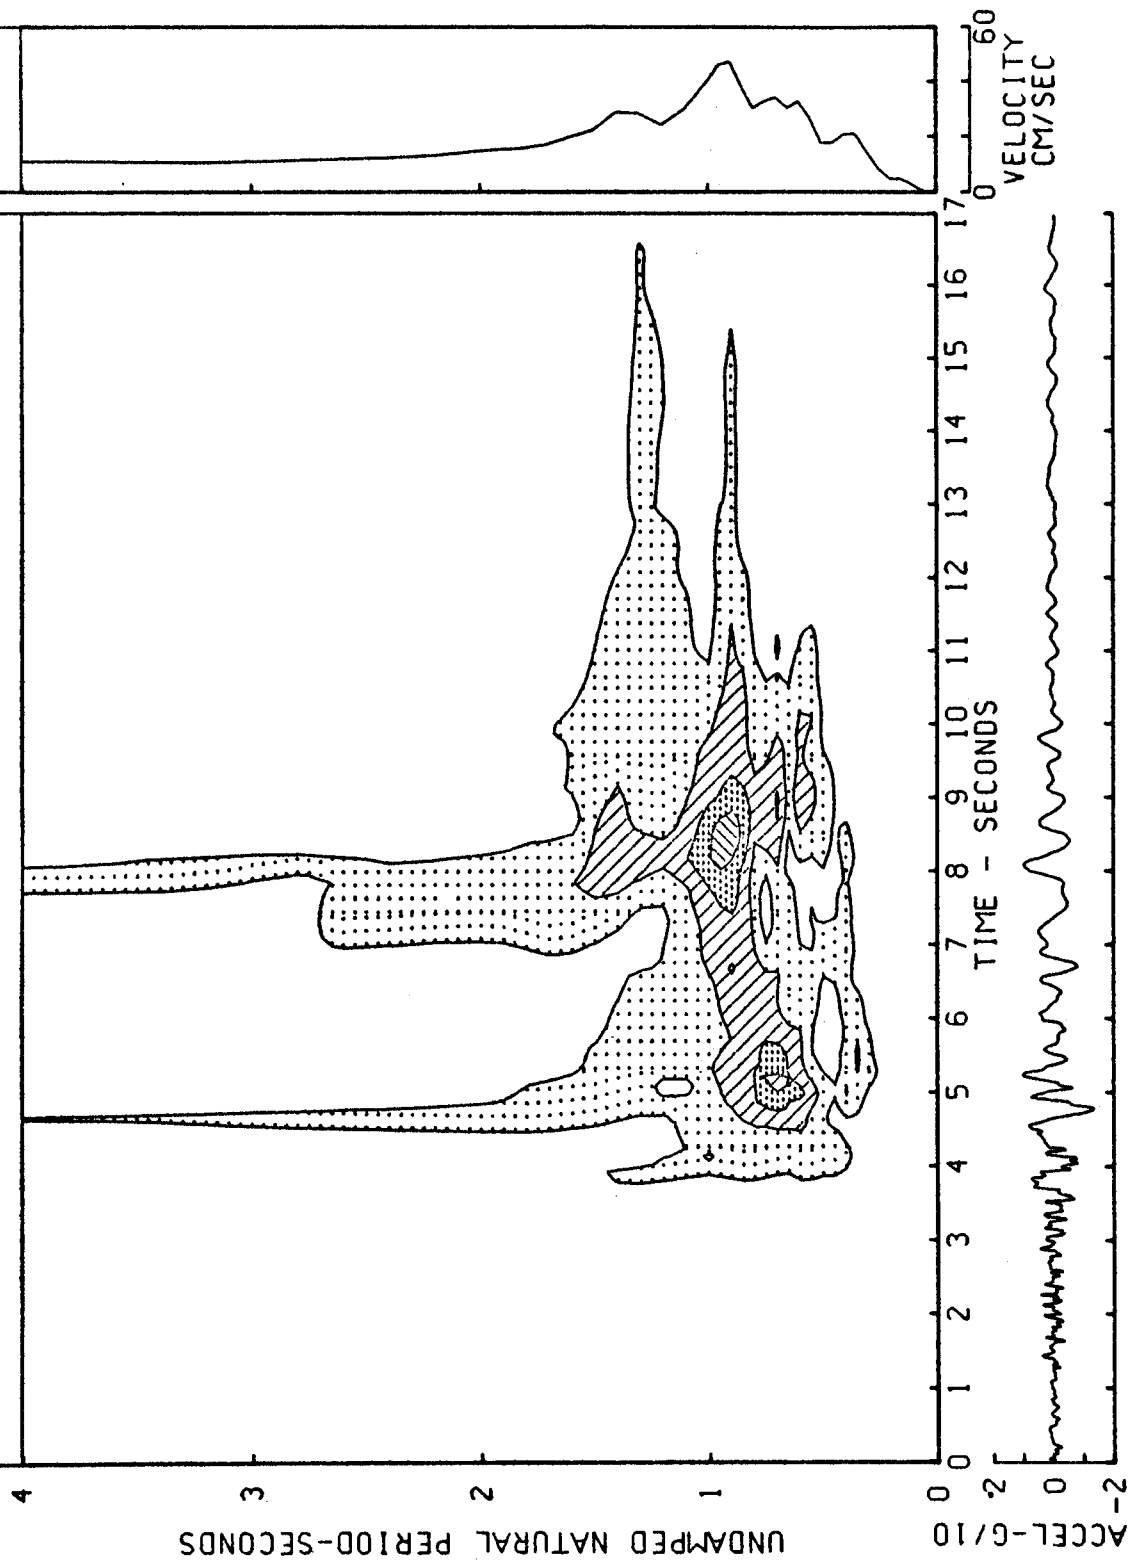 UNDAMPED NATURAL PERIOD-SECONDS
4
3
2
1
0
0 1 2 3 4 5 6 7 8 9 10 11 12 13 14 15 16 17
TIME - SECONDS
0 60
VELOCITY
CM/SEC
ACCEL-G/10
2
0
-2